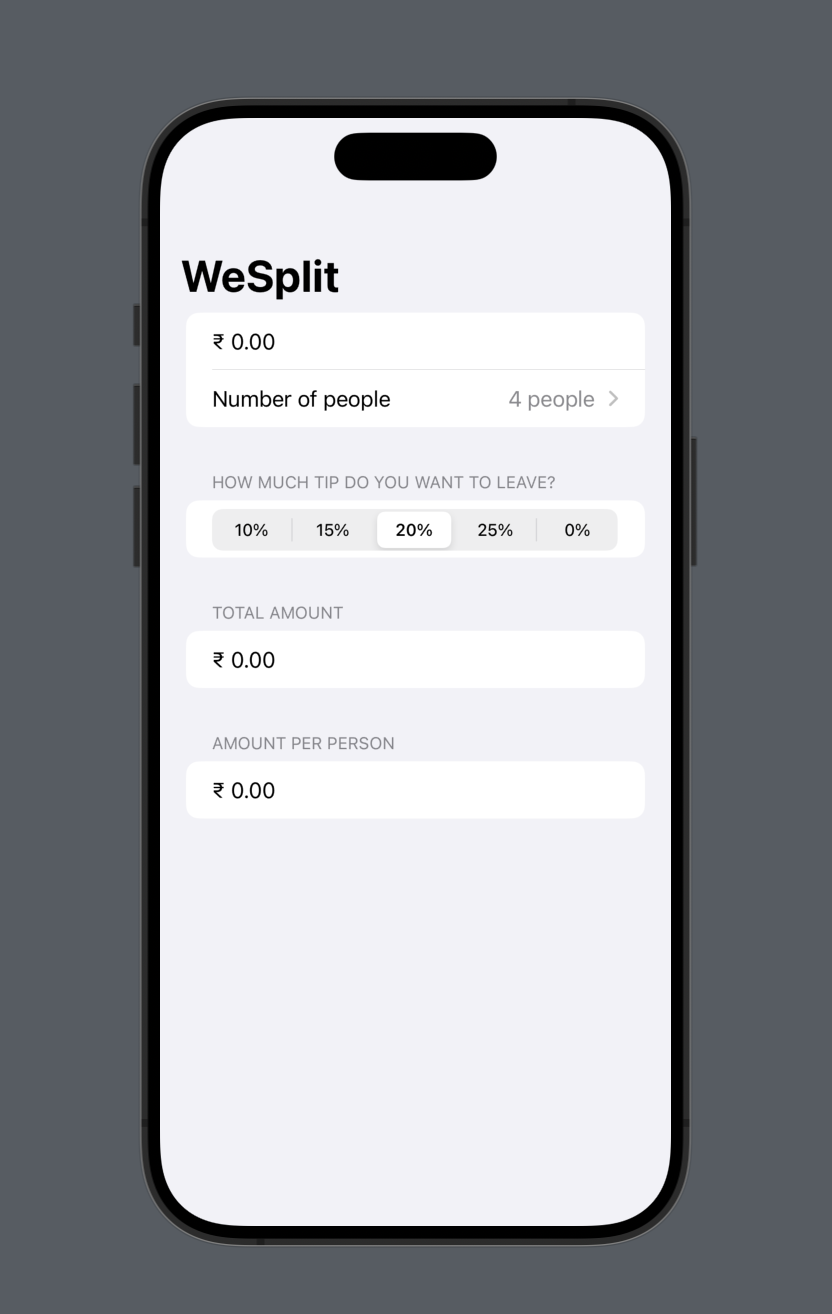 WeSplit
₹ 0.00
Number of people 4 people
HOW MUCH TIP DO YOU WANT TO LEAVE?
10% 15% 20% 25% 0%
TOTAL AMOUNT
₹ 0.00
AMOUNT PER PERSON
₹ 0.00